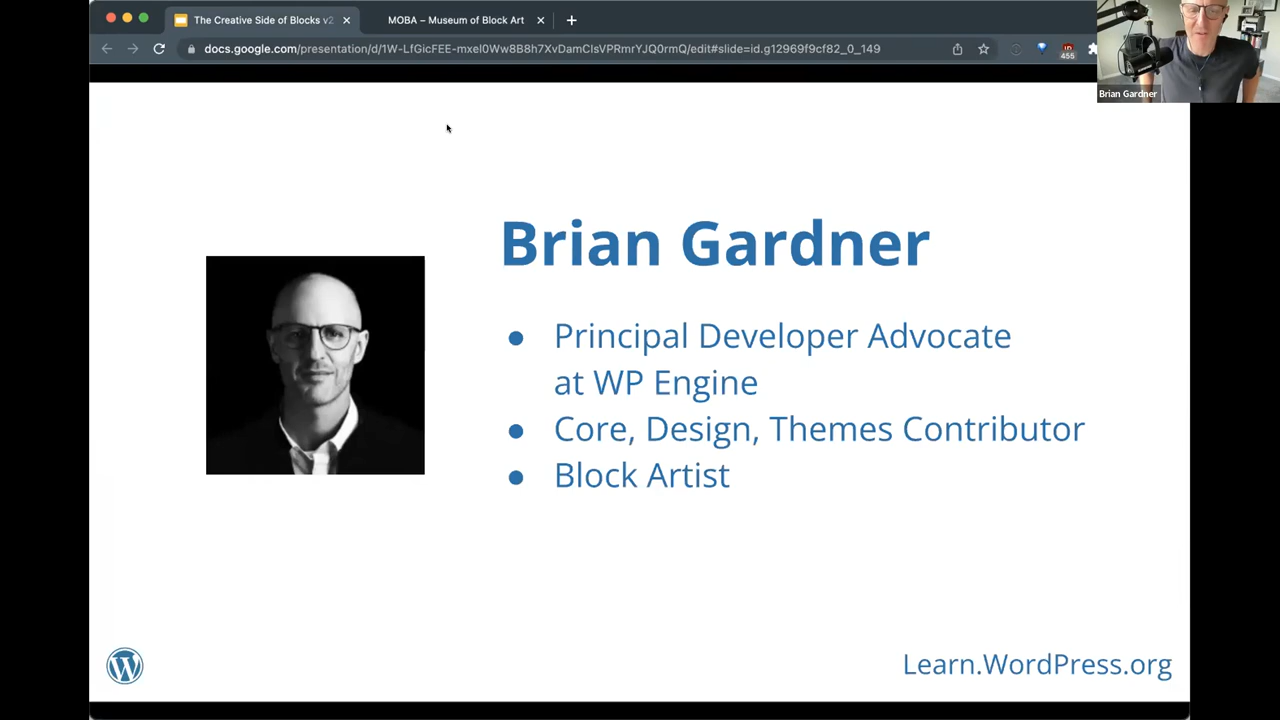 The Creative Side of Blocks v2
MOBA – Museum of Block Art
docs.google.com/presentation/d/1W-LfGicFEE-mxel0Ww8B8h7XvDamClsVPRmrYJQ0rmQ/edit#slide=id.g12969f9cf82_0_149
455
Brian Gardner
Brian Gardner
● Principal Developer Advocate
at WP Engine
● Core, Design, Themes Contributor
● Block Artist
Learn.WordPress.org